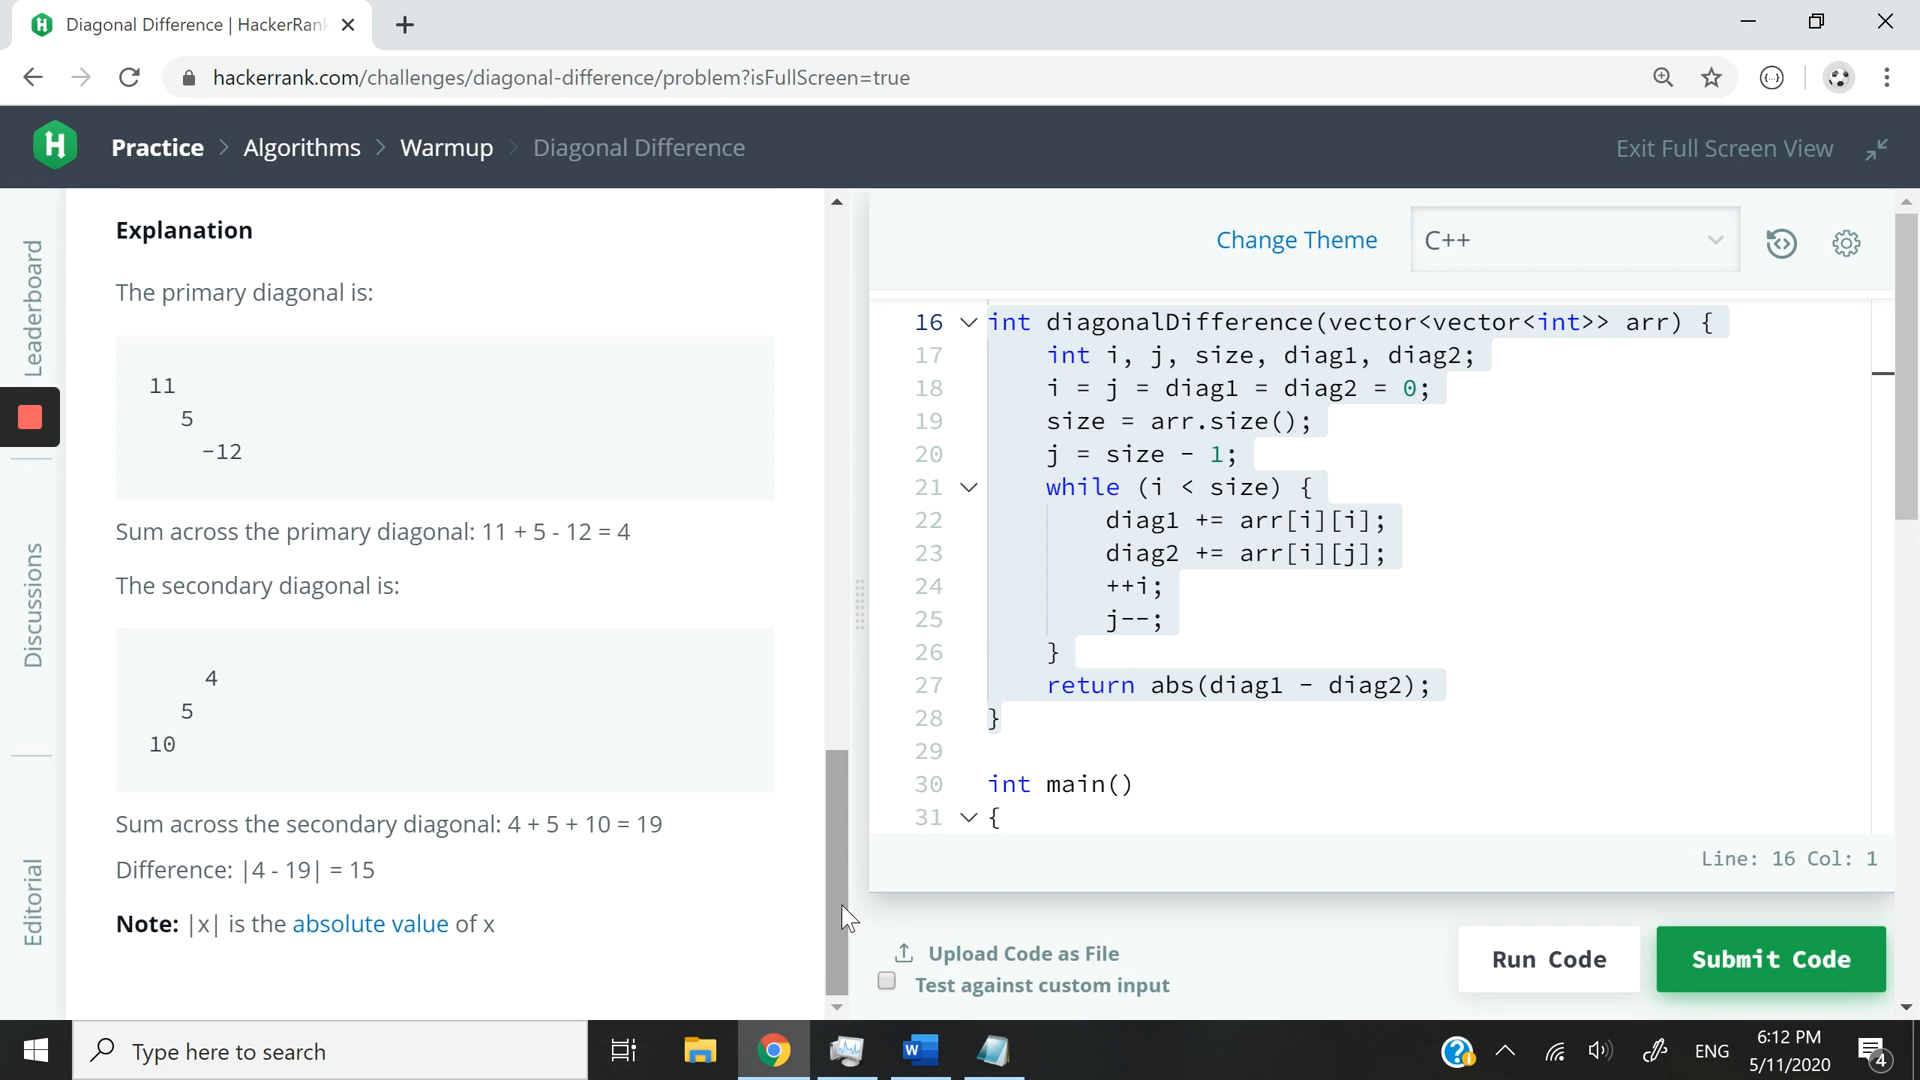 Diagonal Difference | HackerRan
hackerrank.com/challenges/diagonal-difference/problem?isFullScreen=true
H
Practice > Algorithms > Warmup > Diagonal Difference
Exit Full Screen View
Leaderboard
Discussions
Editorial
Explanation
The primary diagonal is:
11
5
-12
Sum across the primary diagonal: 11 + 5 - 12 = 4
The secondary diagonal is:
4
5
10
Sum across the secondary diagonal: 4 + 5 + 10 = 19
Difference: |4 - 19| = 15
Note: |x| is the absolute value of x
Change Theme
C++
16 int diagonalDifference(vector<vector<int>> arr) {
17 int i, j, size, diag1, diag2;
18 i = j = diag1 = diag2 = 0;
19 size = arr.size();
20 j = size - 1;
21 while (i < size) {
22 diag1 += arr[i][i];
23 diag2 += arr[i][j];
24 ++i;
25 j--;
26 }
27 return abs(diag1 - diag2);
28 }
29
30 int main()
31 {
Line: 16 Col: 1
Upload Code as File
Test against custom input
Run Code
Submit Code
Type here to search
W
ENG
6:12 PM
5/11/2020
4